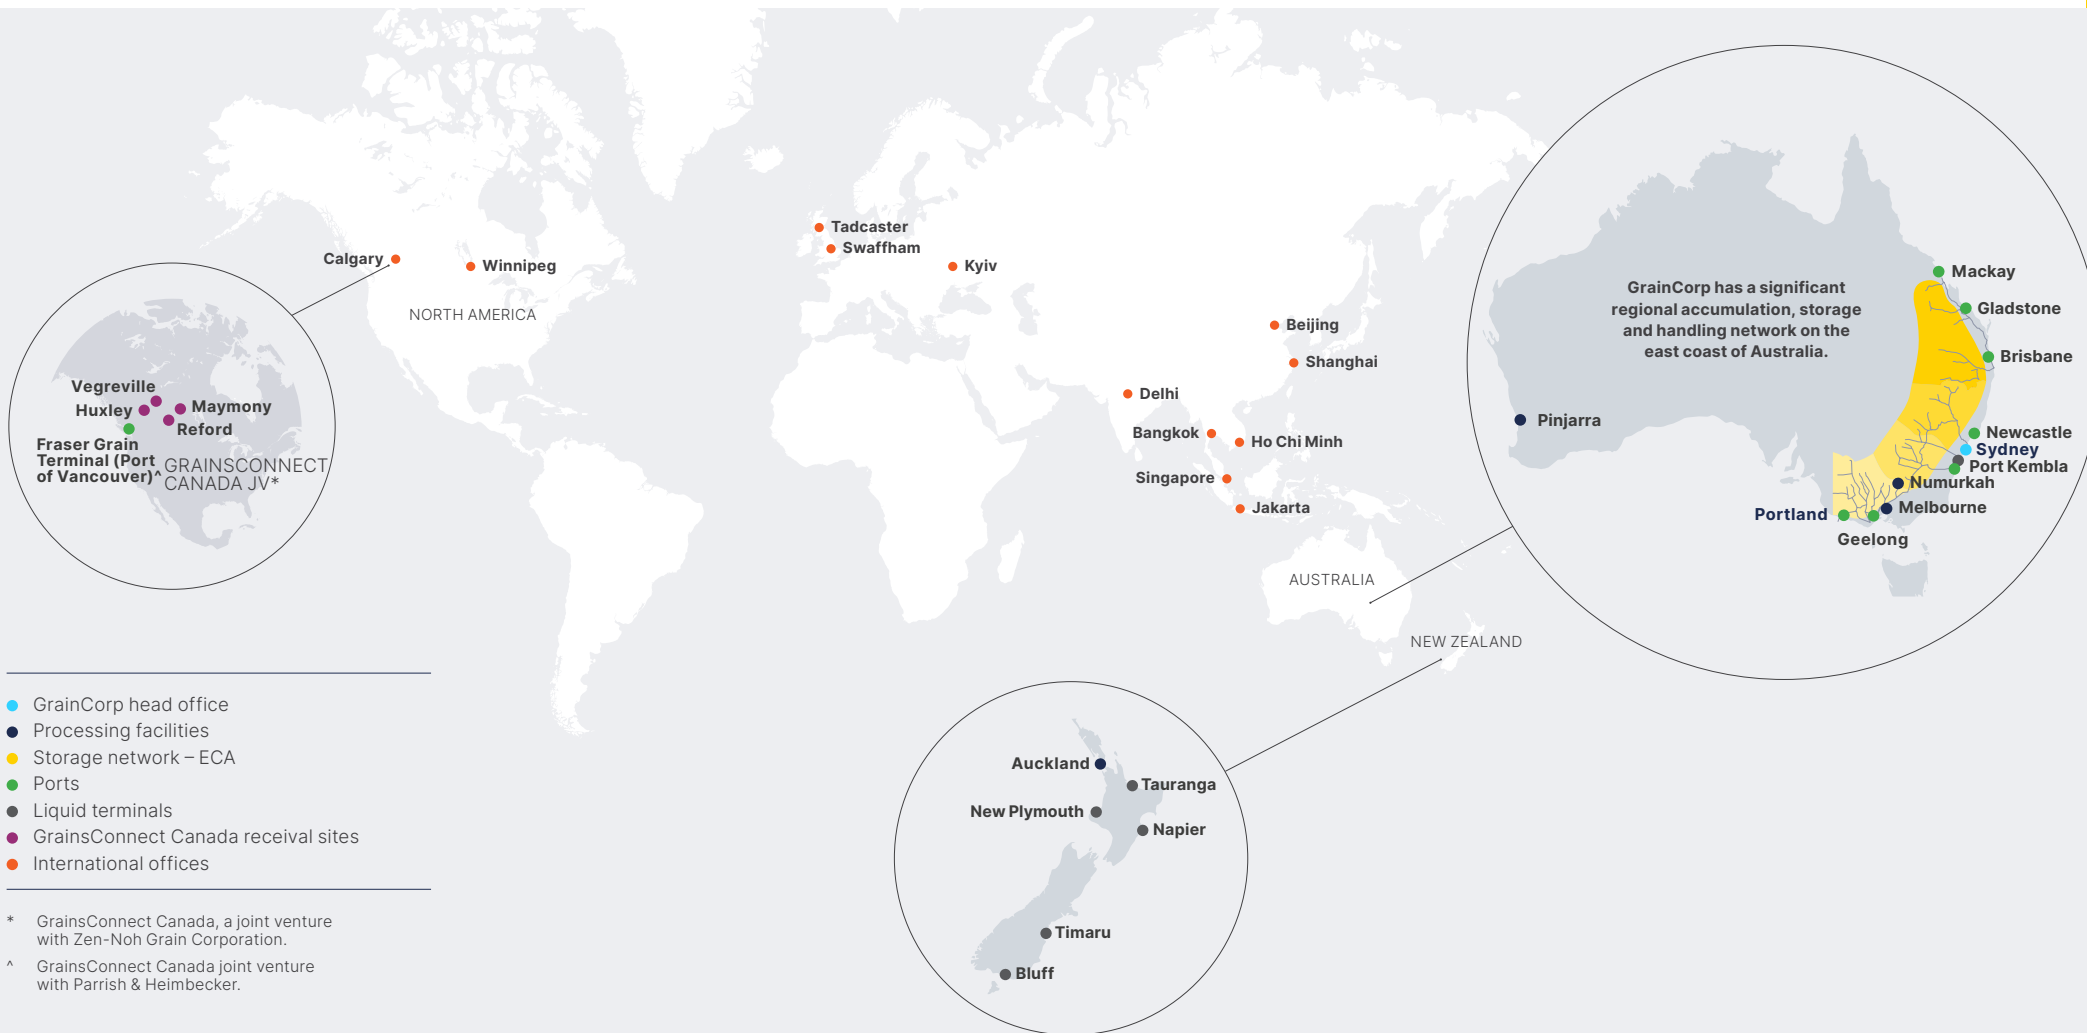 Tadcaster
Swaffham
Calgary
Winnipeg
Kyiv
NORTH AMERICA
Beijing
Shanghai
Delhi
Bangkok
Ho Chi Minh
Singapore
Jakarta
AUSTRALIA
NEW ZEALAND
Vegreville
Huxley
Maymony
Reford
Fraser Grain
Terminal (Port
of Vancouver)^
GRAINSCONNECT
CANADA JV*
GrainCorp has a significant
regional accumulation, storage
and handling network on the
east coast of Australia.
Mackay
Gladstone
Brisbane
Pinjarra
Newcastle
Sydney
Port Kembla
Numurkah
Melbourne
Portland
Geelong
Auckland
Tauranga
New Plymouth
Napier
Timaru
Bluff
GrainCorp head office
Processing facilities
Storage network – ECA
Ports
Liquid terminals
GrainsConnect Canada receival sites
International offices
* GrainsConnect Canada, a joint venture
with Zen-Noh Grain Corporation.
^ GrainsConnect Canada joint venture
with Parrish & Heimbecker.